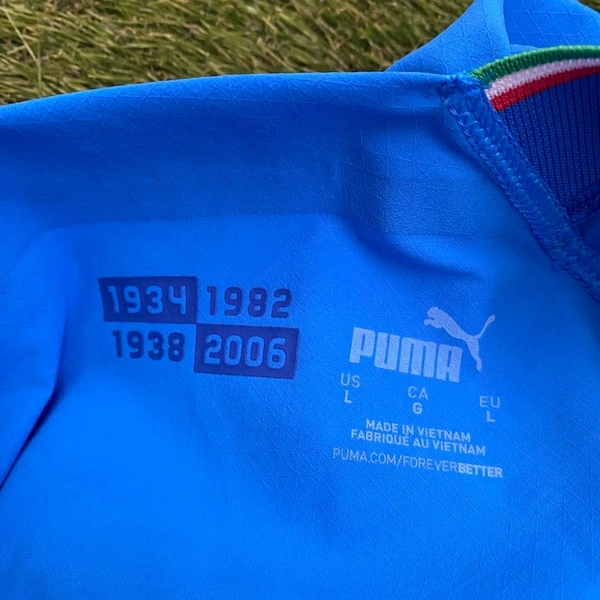 1934 1982
1938 2006
PUMA
US CA EU
L G L
MADE IN VIETNAM
FABRIQUÉ AU VIETNAM
PUMA.COM/FOREVERBETTER